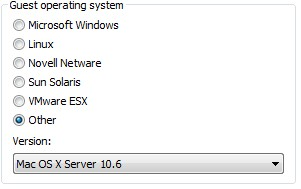 Guest operating system
Microsoft Windows
Linux
Novell Netware
Sun Solaris
VMware ESX
Other
Version:
Mac OS X Server 10.6